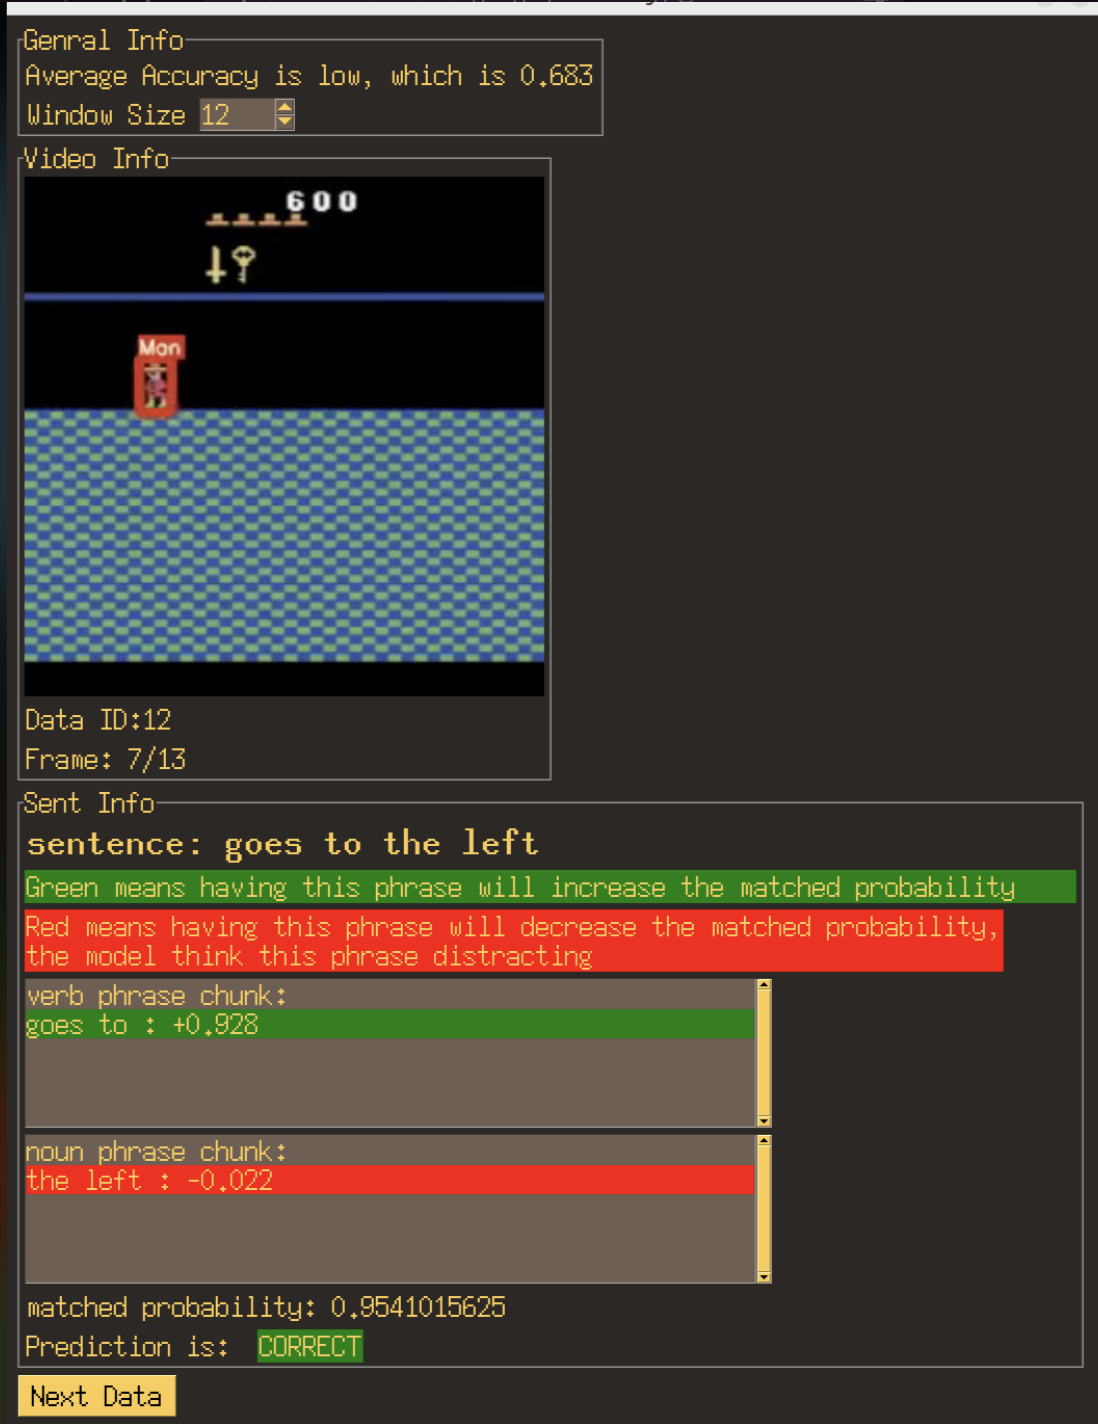 Genral Info
Average Accuracy is low, which is 0.683
Window Size 12
Video Info
600
Man
Data ID:12
Frame: 7/13
Sent Info
sentence: goes to the left
Green means having this phrase will increase the matched probability
Red means having this phrase will decrease the matched probability,
the model think this phrase distracting
verb phrase chunk:
goes to : +0.928
noun phrase chunk:
the left : -0.022
matched probability: 0.9541015625
Prediction is: CORRECT
Next Data